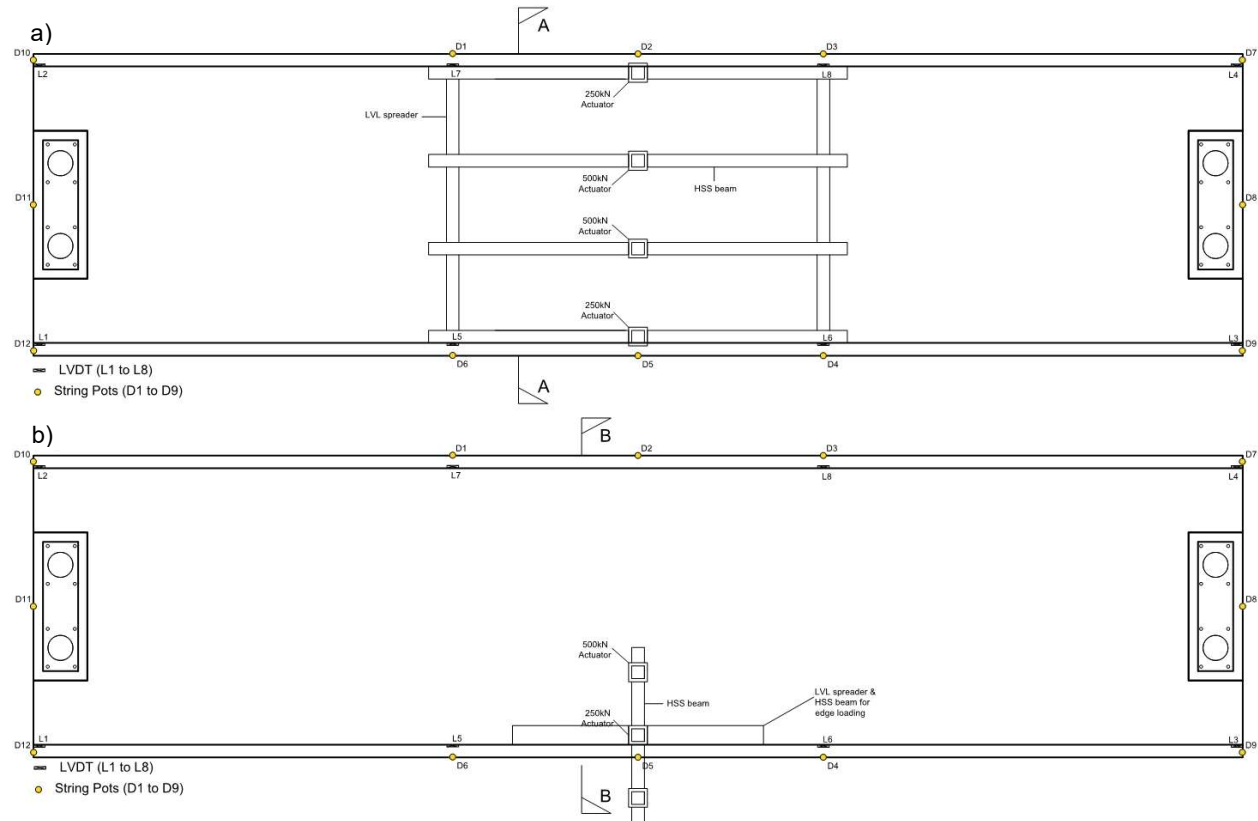 a)
A
D10
D1
D2
D3
D7
L2
L7
L8
L4
250kN
Actuator
LVL spreader
500kN
Actuator
HSS beam
D11
D8
500kN
Actuator
250kN
Actuator
D12
L1
L5
L6
L3
D9
D6
D5
D4
LVDT (L1 to L8)
String Pots (D1 to D9)
A
b)
B
D10
D1
D2
D3
D7
L2
L7
L8
L4
D11
D8
500kN
Actuator
HSS beam
LVL spreader &
HSS beam for
edge loading
250kN
Actuator
D12
L1
L5
L6
L3
D9
D6
D5
D4
LVDT (L1 to L8)
String Pots (D1 to D9)
B